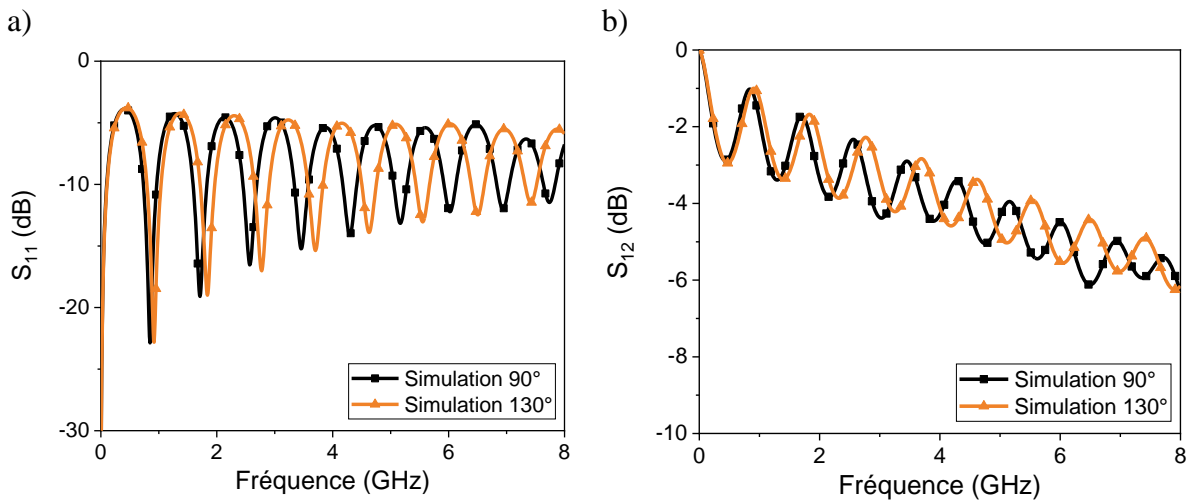 a)
0
-10
-20
-30
S₁₁ (dB)
0
2
4
6
8
Fréquence (GHz)
Simulation 90°
Simulation 130°
b)
0
-2
-4
-6
-8
-10
S₁₂ (dB)
0
2
4
6
8
Fréquence (GHz)
Simulation 90°
Simulation 130°